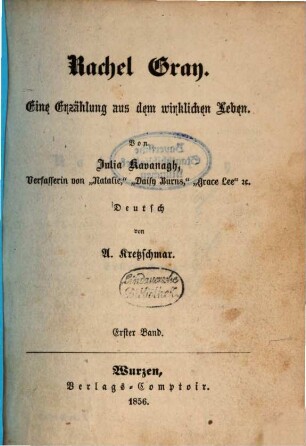 Rachel Gray.
Eine Erzählung aus dem wirklichen Leben.
Von
Julia Kavanagh,
Verfasserin von „Natalie,“ „Daisy Burns,“ „Grace Lee“ ꝛc.
Deutsch
von
A. Kretzschmar.
Erster Band.
Wurzen,
Verlags-Comptoir.
1856.